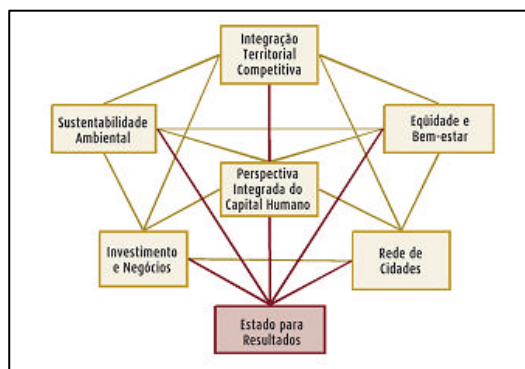 Integração
Territorial
Competitiva
Sustentabilidade
Ambiental
Eqüidade e
Bem-estar
Perspectiva
Integrada do
Capital Humano
Investimento
e Negócios
Rede de
Cidades
Estado para
Resultados